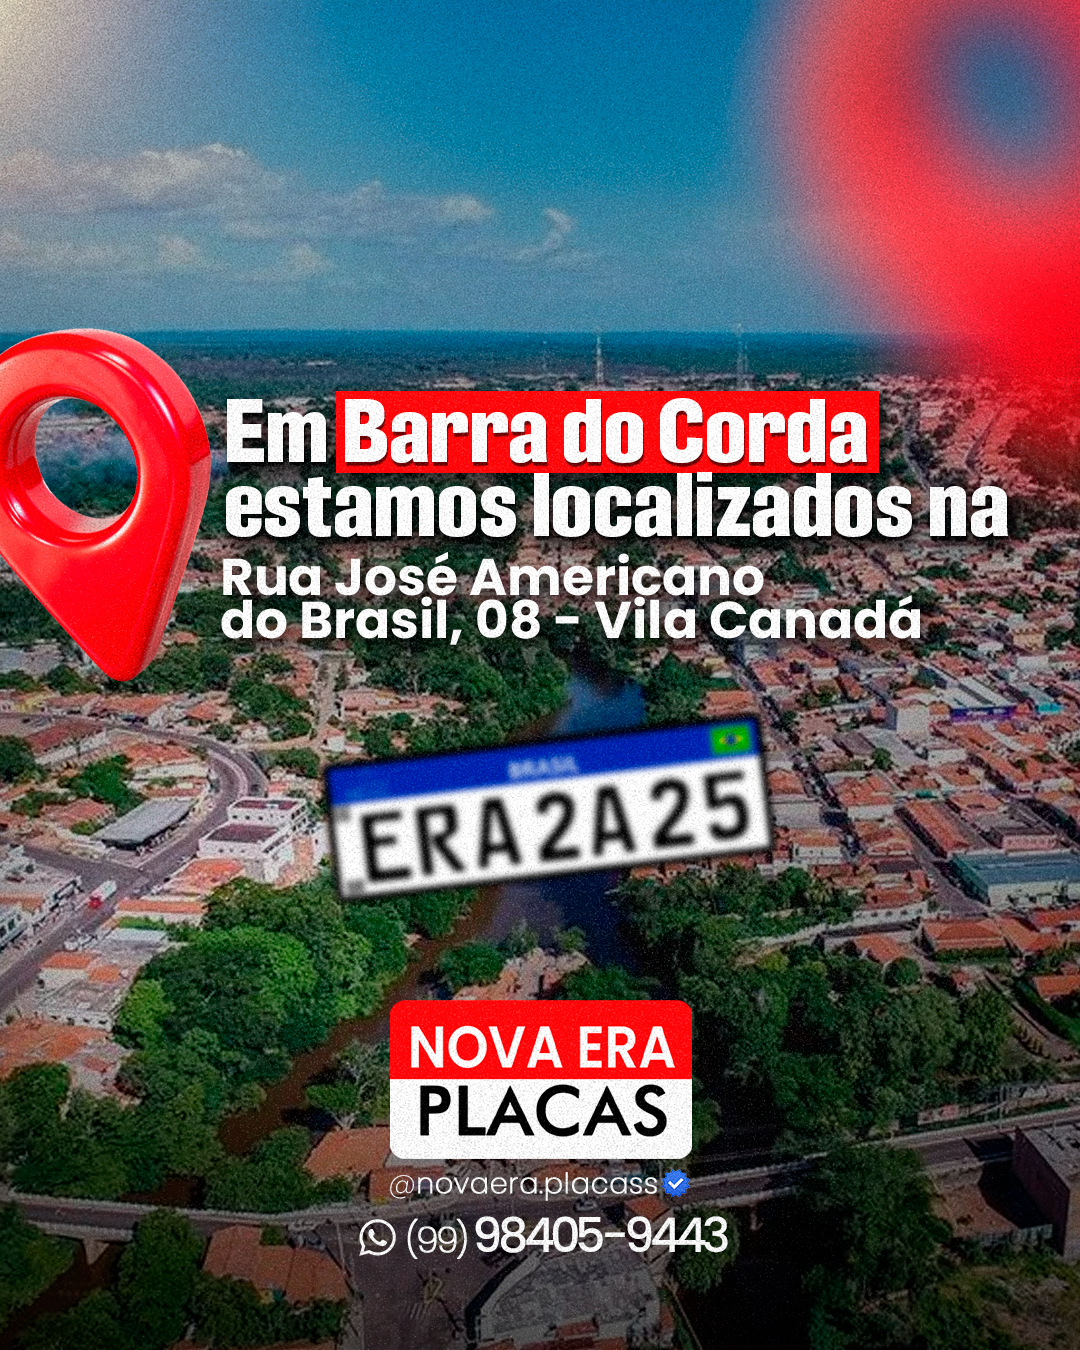 Em Barra do Corda
estamos localizados na
Rua José Americano
do Brasil, 08 - Vila Canadá
BRASIL
ERA2A25
NOVA ERA
PLACAS
@novaera.placass
(99) 98405-9443